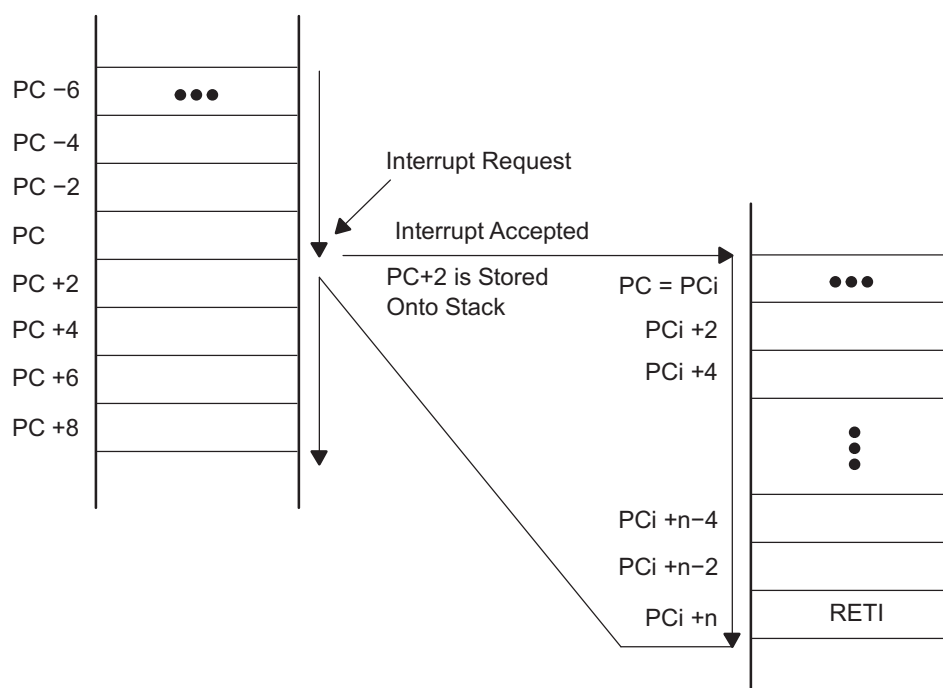 PC −6
PC −4
PC −2
PC
PC +2
PC +4
PC +6
PC +8
Interrupt Request
Interrupt Accepted
PC+2 is Stored
Onto Stack
PC = PCi
PCi +2
PCi +4
PCi +n−4
PCi +n−2
PCi +n
RETI